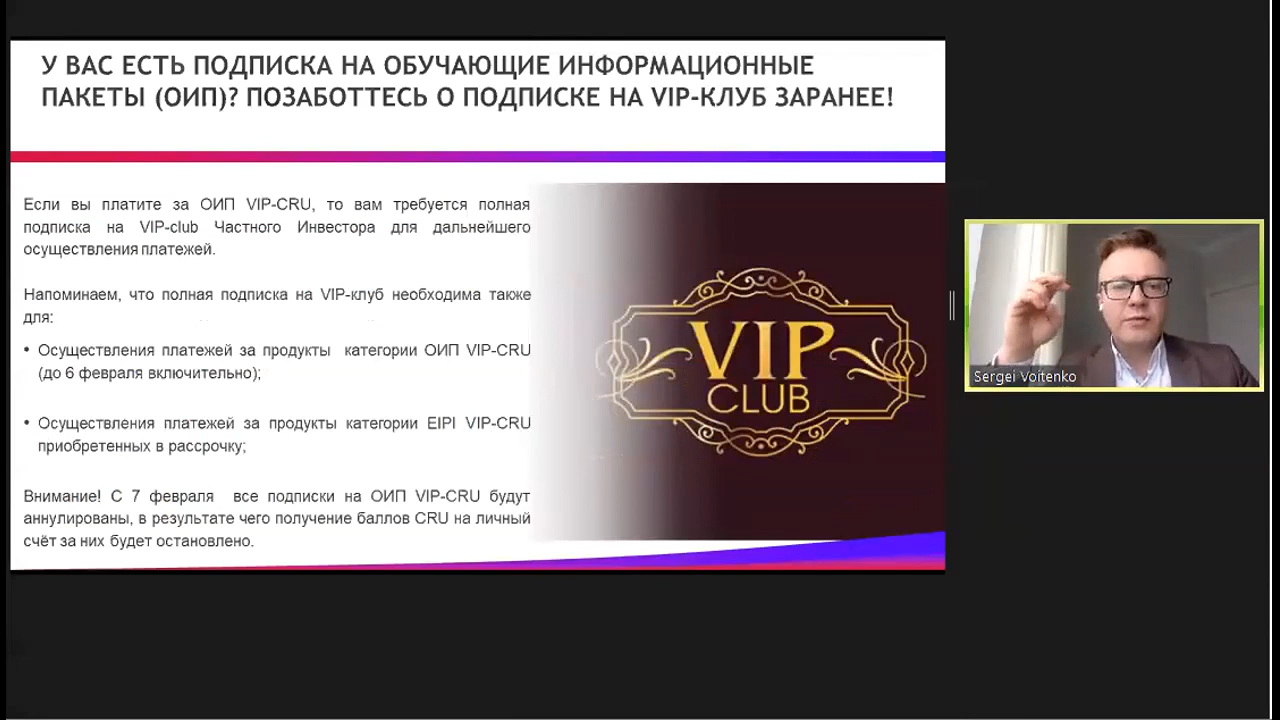 У ВАС ЕСТЬ ПОДПИСКА НА ОБУЧАЮЩИЕ ИНФОРМАЦИОННЫЕ
ПАКЕТЫ (ОИП)? ПОЗАБОТТЕСЬ О ПОДПИСКЕ НА VIP-КЛУБ ЗАРАНЕЕ!
Если вы платите за ОИП VIP-CRU, то вам требуется полная
подписка на VIP-club Частного Инвестора для дальнейшего
осуществления платежей.
Напоминаем, что полная подписка на VIP-клуб необходима также
для:
• Осуществления платежей за продукты категории ОИП VIP-CRU
(до 6 февраля включительно);
• Осуществления платежей за продукты категории EIPI VIP-CRU
приобретенных в рассрочку;
Внимание! С 7 февраля все подписки на ОИП VIP-CRU будут
аннулированы, в результате чего получение баллов CRU на личный
счёт за них будет остановлено.
VIP
CLUB
Sergei Voitenko